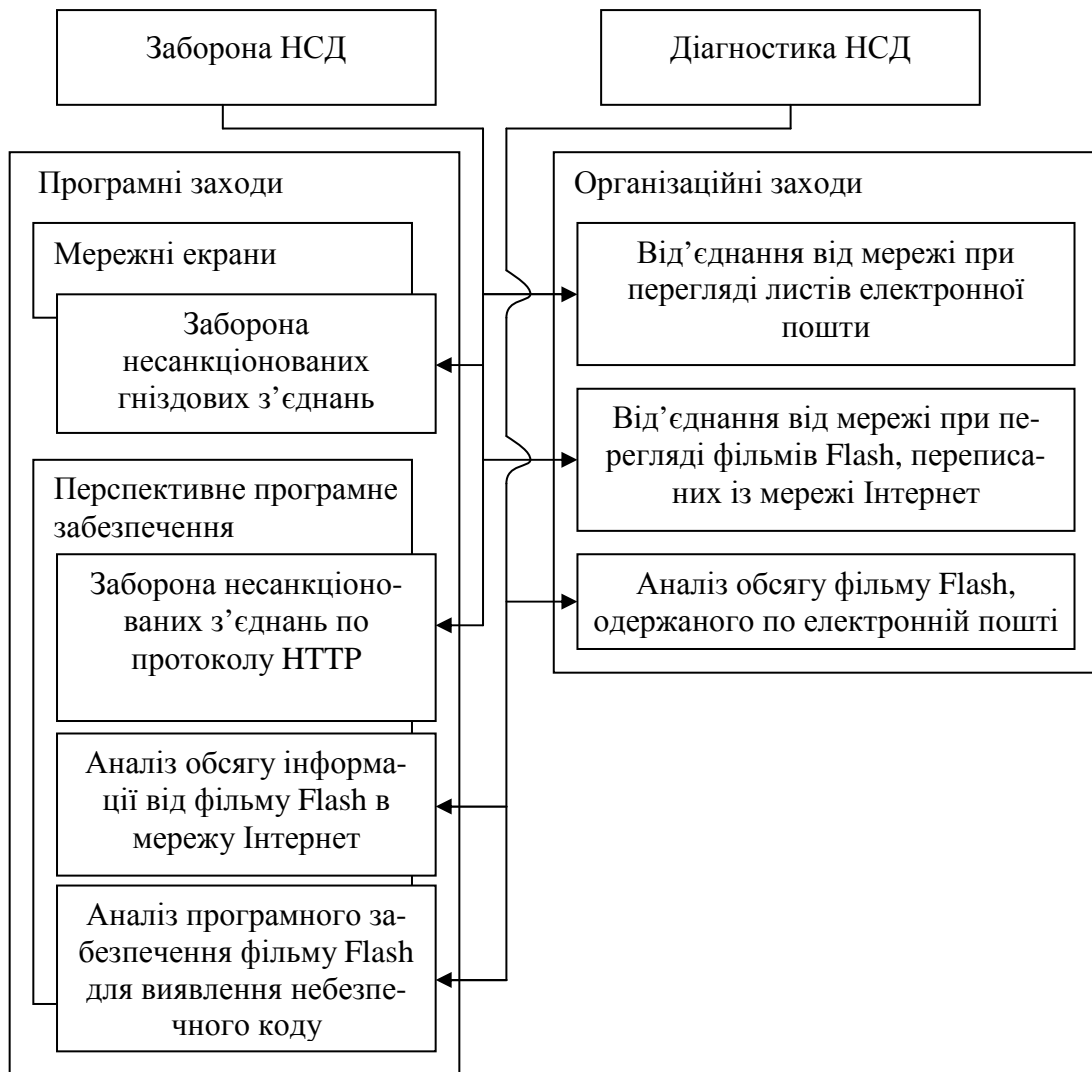 Заборона НСД
Діагностика НСД
Програмні заходи
Мережні екрани
Заборона
несанкціонованих
гніздових з’єднань
Перспективне програмне
забезпечення
Заборона несанкціоно-
ваних з’єднань по
протоколу HTTP
Аналіз обсягу інформа-
ції від фільму Flash в
мережу Інтернет
Аналіз програмного за-
безпечення фільму Flash
для виявлення небезпе-
чного коду
Організаційні заходи
Від’єднання від мережі при
перегляді листів електронної
пошти
Від’єднання від мережі при пе-
регляді фільмів Flash, переписа-
них із мережі Інтернет
Аналіз обсягу фільму Flash,
одержаного по електронній пошті